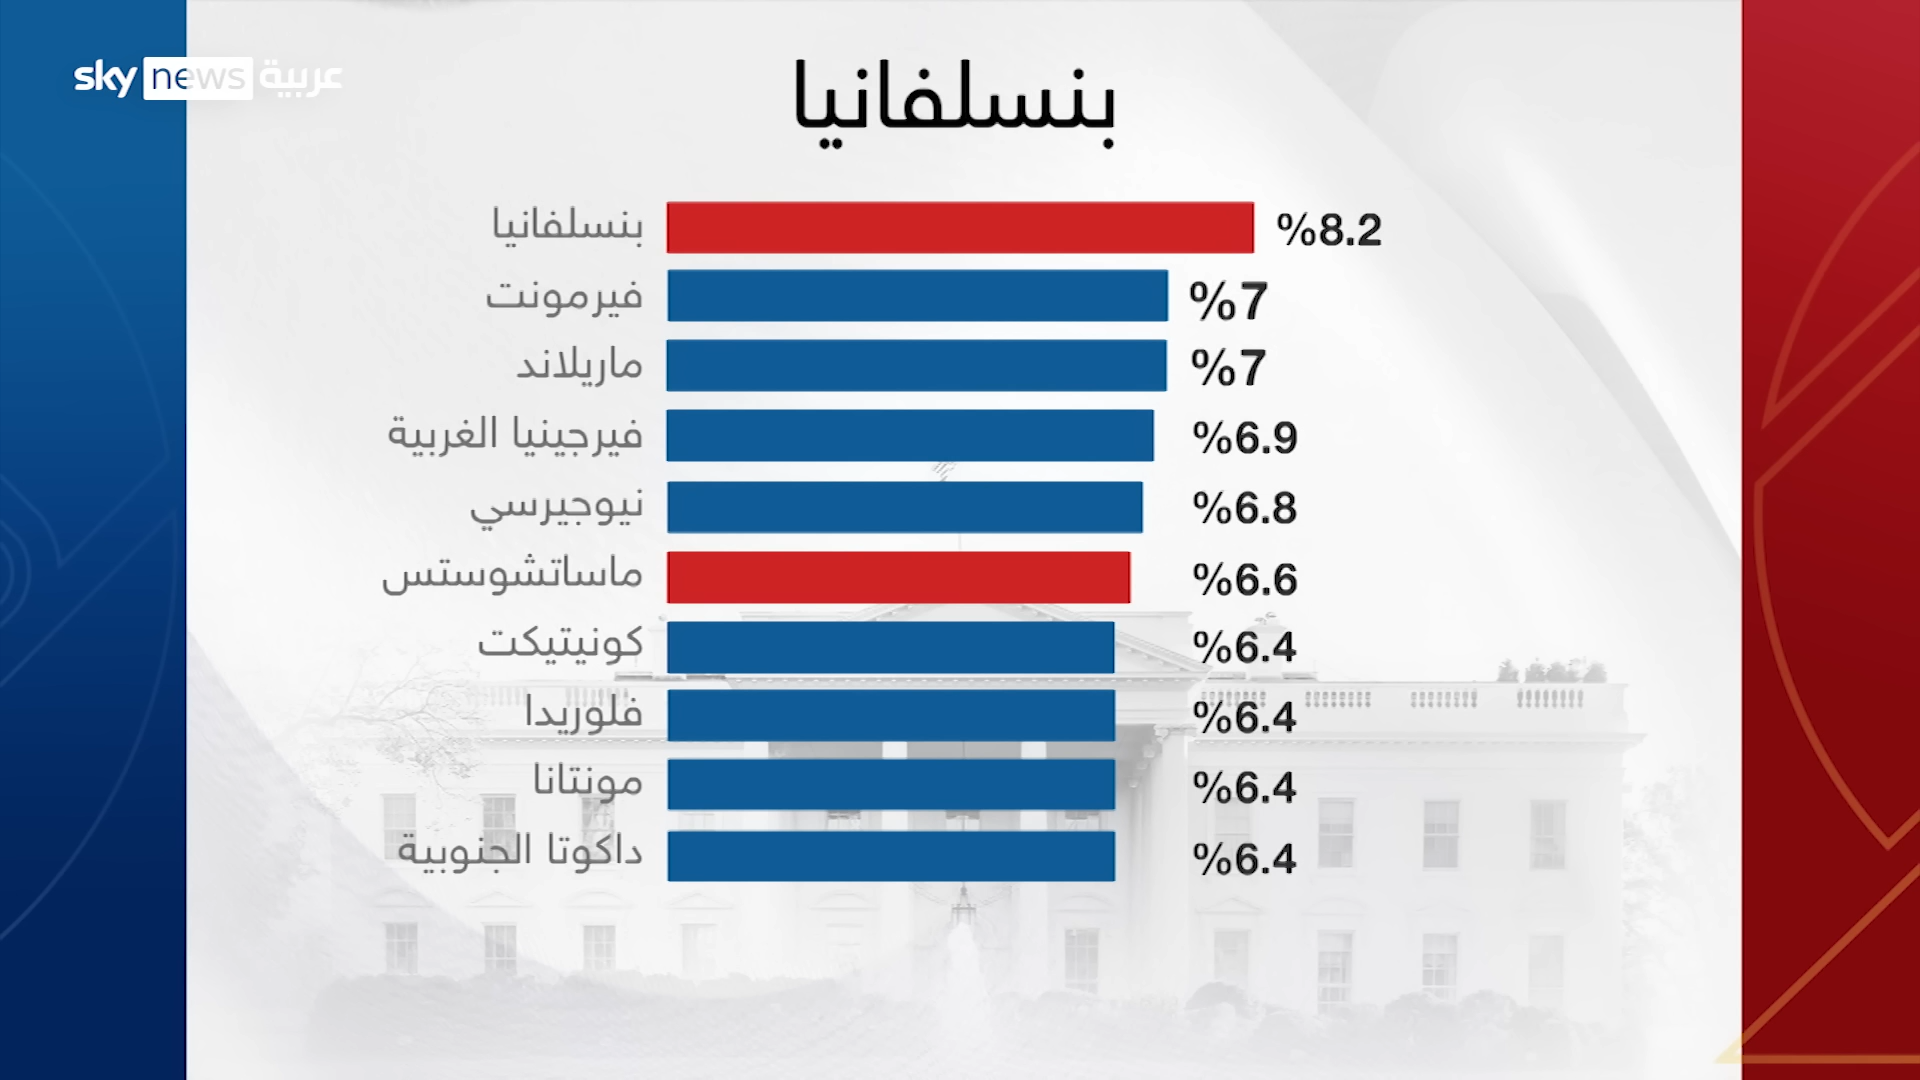 sky news عربية
بنسلفانيا
بنسلفانيا %8.2
فيرمونت %7
ماريلاند %7
فيرجينيا الغربية %6.9
نيوجيرسي %6.8
ماساتشوستس %6.6
كونيتيكت %6.4
فلوريدا %6.4
مونتانا %6.4
داكوتا الجنوبية %6.4